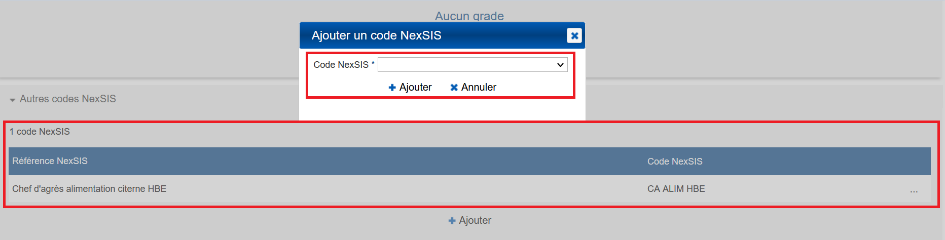 Aucun grade
Ajouter un code NexSIS
Code NexSIS *
Ajouter Annuler
Autres codes NexSIS
1 code NexSIS
Référence NexSIS Code NexSIS
Chef d'agrès alimentation citerne HBE CA ALIM HBE ...
Ajouter